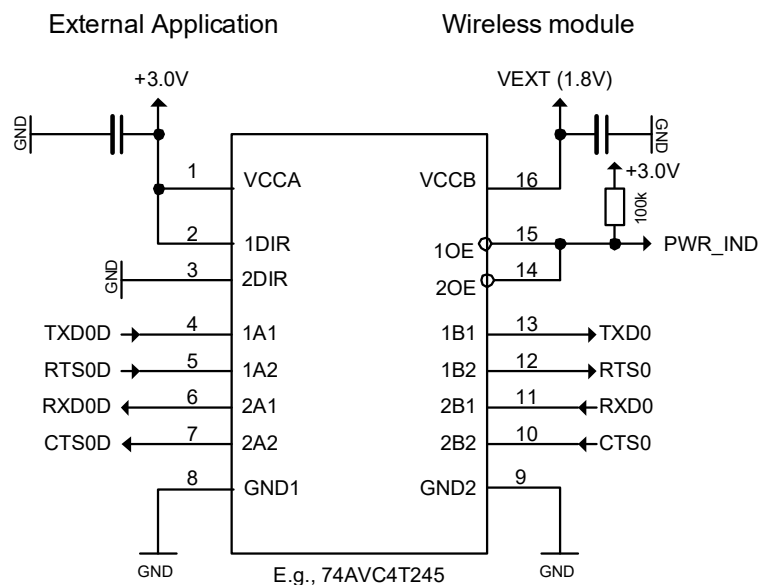 External Application Wireless module
+3.0V VEXT (1.8V)
GND GND
+3.0V
1 VCCA VCCB 16
100k
2 1DIR 1OE 15 PWR_IND
GND 3 2DIR 2OE 14
TXD0D 4 1A1 1B1 13 TXD0
RTS0D 5 1A2 1B2 12 RTS0
RXD0D 6 2A1 2B1 11 RXD0
CTS0D 7 2A2 2B2 10 CTS0
8 GND1 GND2 9
GND GND
E.g., 74AVC4T245